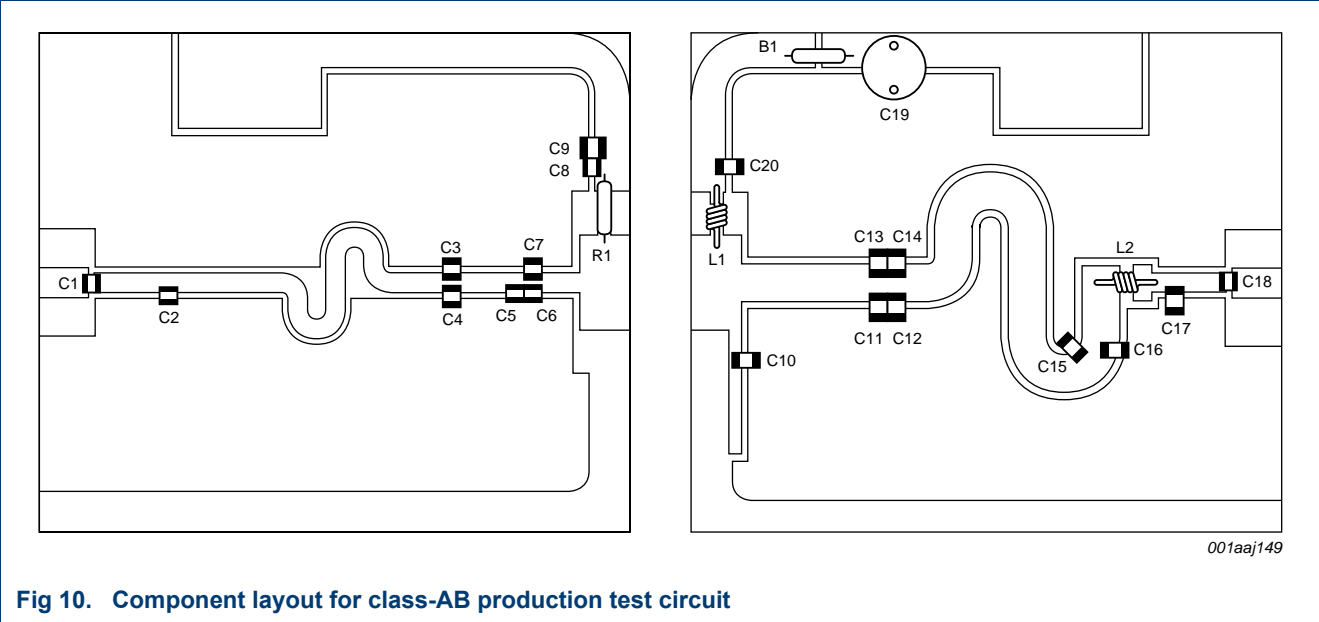 B1
C19
C9
C8
C20
R1
L1
C3
C7
C13 C14
L2
C1
C18
C2
C4
C5 C6
C11 C12
C17
C10
C15
C16
001aaj149
Fig 10. Component layout for class-AB production test circuit